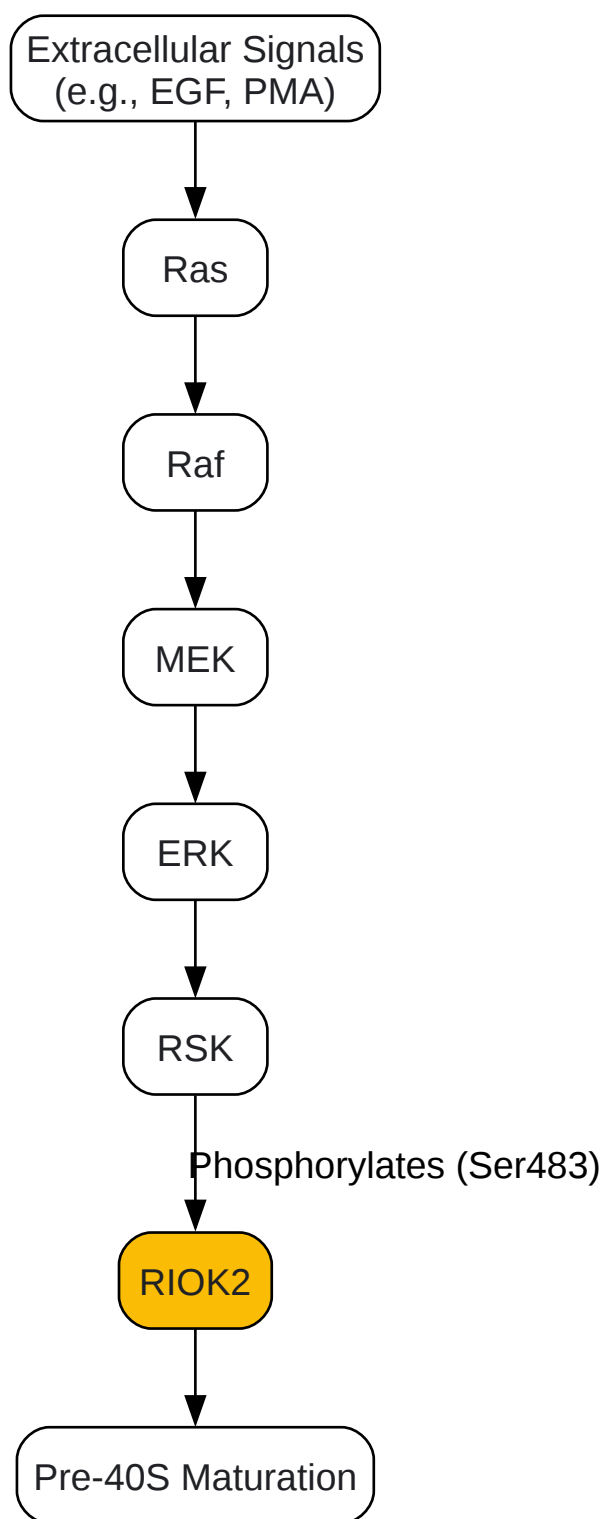 Extracellular Signals
(e.g., EGF, PMA)
Ras
Raf
MEK
ERK
RSK
Phosphorylates (Ser483)
RIOK2
Pre-40S Maturation